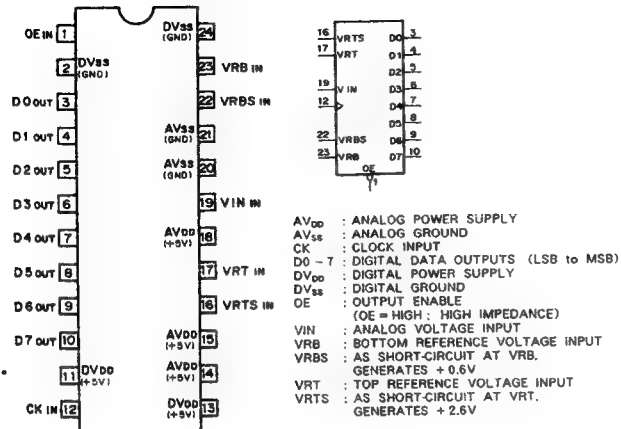 OE IN 1
2 DVss (GND)
D0 OUT 3
D1 OUT 4
D2 OUT 5
D3 OUT 6
D4 OUT 7
D5 OUT 8
D6 OUT 9
D7 OUT 10
11 DVDD (+5V)
CK IN 12
DVss (GND) 24
23 VRB IN
22 VRBS IN
AVss (GND) 21
AVss (GND) 20
19 VIN IN
AVDD (+5V) 18
17 VRT IN
16 VRTS IN
AVDD (+5V) 15
AVDD (+5V) 14
DVDD (+5V) 13
16 VRTS D0 3
17 VRT D1 4
D2 5
19 V IN D3 6
12 D4 7
D5 8
22 VRBS D6 9
23 VRB D7 10
OE
1
AVDD : ANALOG POWER SUPPLY
AVSS : ANALOG GROUND
CK : CLOCK INPUT
D0 - 7 : DIGITAL DATA OUTPUTS (LSB to MSB)
DVDD : DIGITAL POWER SUPPLY
DVSS : DIGITAL GROUND
OE : OUTPUT ENABLE
(OE = HIGH ; HIGH IMPEDANCE)
VIN : ANALOG VOLTAGE INPUT
VRB : BOTTOM REFERENCE VOLTAGE INPUT
VRBS : AS SHORT-CIRCUIT AT VRB.
GENERATES + 0.6V
VRT : TOP REFERENCE VOLTAGE INPUT
VRTS : AS SHORT-CIRCUIT AT VRT.
GENERATES + 2.6V